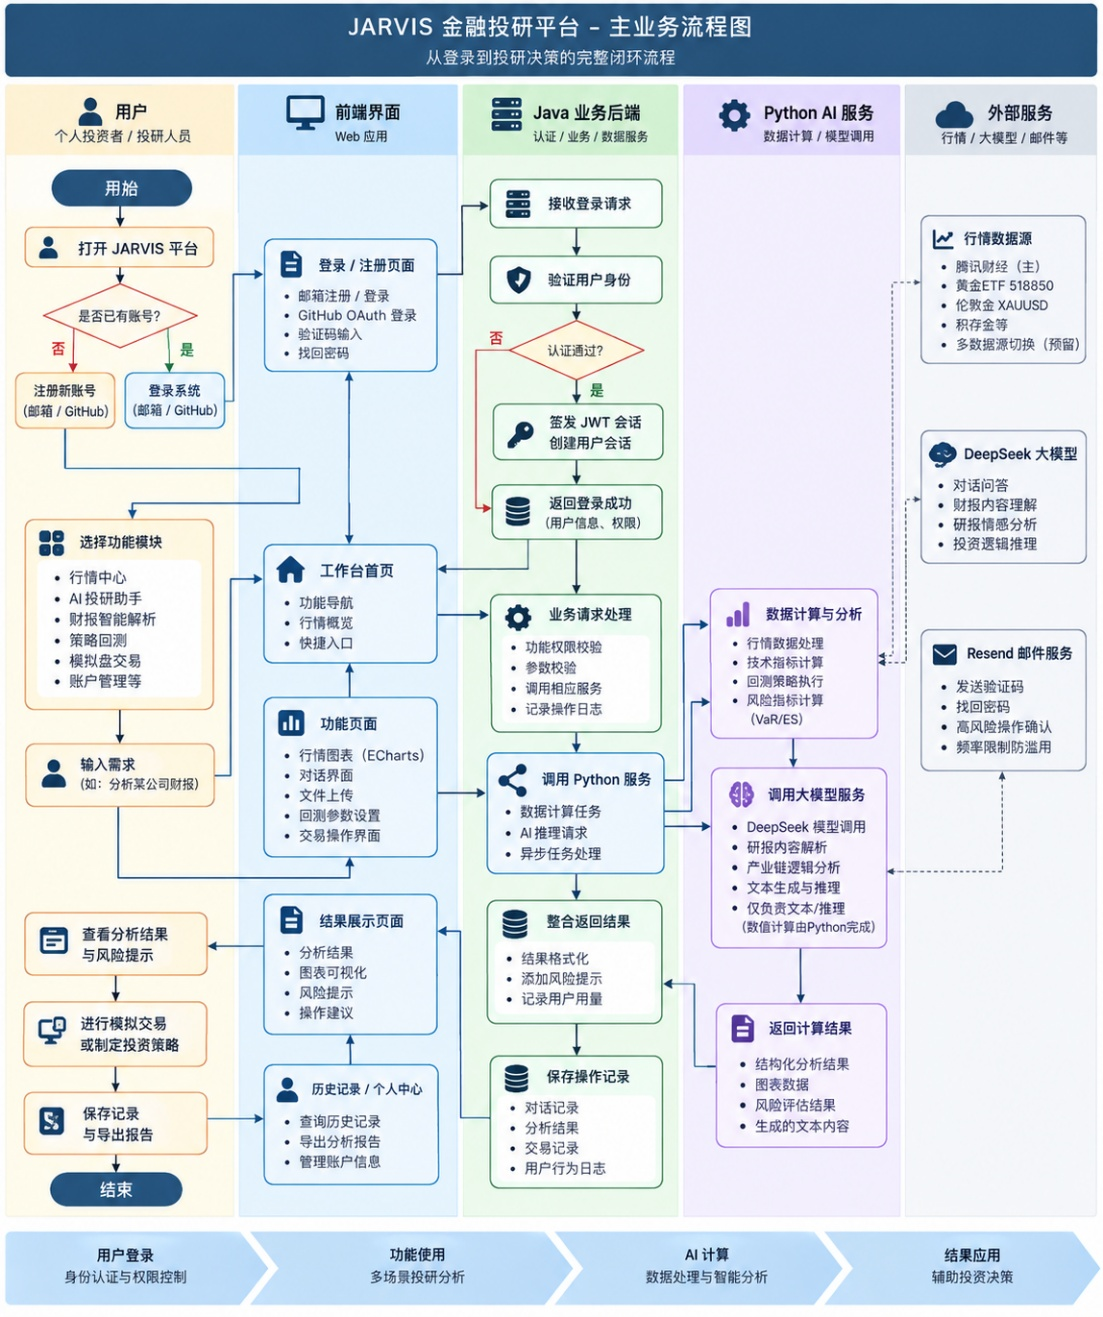 JARVIS 金融投研平台 – 主业务流程图
从登录到投研决策的完整闭环流程
用户
个人投资者 / 投研人员
用始
打开 JARVIS 平台
是否已有账号?
否
是
注册新账号
(邮箱 / GitHub)
登录系统
(邮箱 / GitHub)
选择功能模块
• 行情中心
• AI 投研助手
• 财报智能解析
• 策略回测
• 模拟盘交易
• 账户管理等
输入需求
(如: 分析某公司财报)
查看分析结果
与风险提示
进行模拟交易
或制定投资策略
保存记录
与导出报告
结束
前端界面
Web 应用
登录 / 注册页面
• 邮箱注册 / 登录
• GitHub OAuth 登录
• 验证码输入
• 找回密码
工作台首页
• 功能导航
• 行情概览
• 快捷入口
功能页面
• 行情图表（ECharts）
• 对话界面
• 文件上传
• 回测参数设置
• 交易操作界面
结果展示页面
• 分析结果
• 图表可视化
• 风险提示
• 操作建议
历史记录 / 个人中心
• 查询历史记录
• 导出分析报告
• 管理账户信息
Java 业务后端
认证 / 业务 / 数据服务
接收登录请求
验证用户身份
认证通过?
否
是
签发 JWT 会话
创建用户会话
返回登录成功
(用户信息、权限)
业务请求处理
• 功能权限校验
• 参数校验
• 调用相应服务
• 记录操作日志
调用 Python 服务
• 数据计算任务
• AI 推理请求
• 异步任务处理
整合返回结果
• 结果格式化
• 添加风险提示
• 记录用户用量
保存操作记录
• 对话记录
• 分析结果
• 交易记录
• 用户行为日志
Python AI 服务
数据计算 / 模型调用
数据计算与分析
• 行情数据处理
• 技术指标计算
• 回测策略执行
• 风险指标计算
（VaR/ES）
调用大模型服务
• DeepSeek 模型调用
• 研报内容解析
• 产业链逻辑分析
• 文本生成与推理
• 仅负责文本/推理
(数值计算由Python完成)
返回计算结果
• 结构化分析结果
• 图表数据
• 风险评估结果
• 生成的文本内容
外部服务
行情 / 大模型 / 邮件等
行情数据源
• 腾讯财经（主）
• 黄金ETF 518850
• 伦敦金 XAUUSD
• 积存金等
• 多数据源切换（预留）
DeepSeek 大模型
• 对话问答
• 财报内容理解
• 研报情感分析
• 投资逻辑推理
Resend 邮件服务
• 发送验证码
• 找回密码
• 高风险操作确认
• 频率限制防滥用
用户登录
身份认证与权限控制
功能使用
多场景投研分析
AI 计算
数据处理与智能分析
结果应用
辅助投资决策